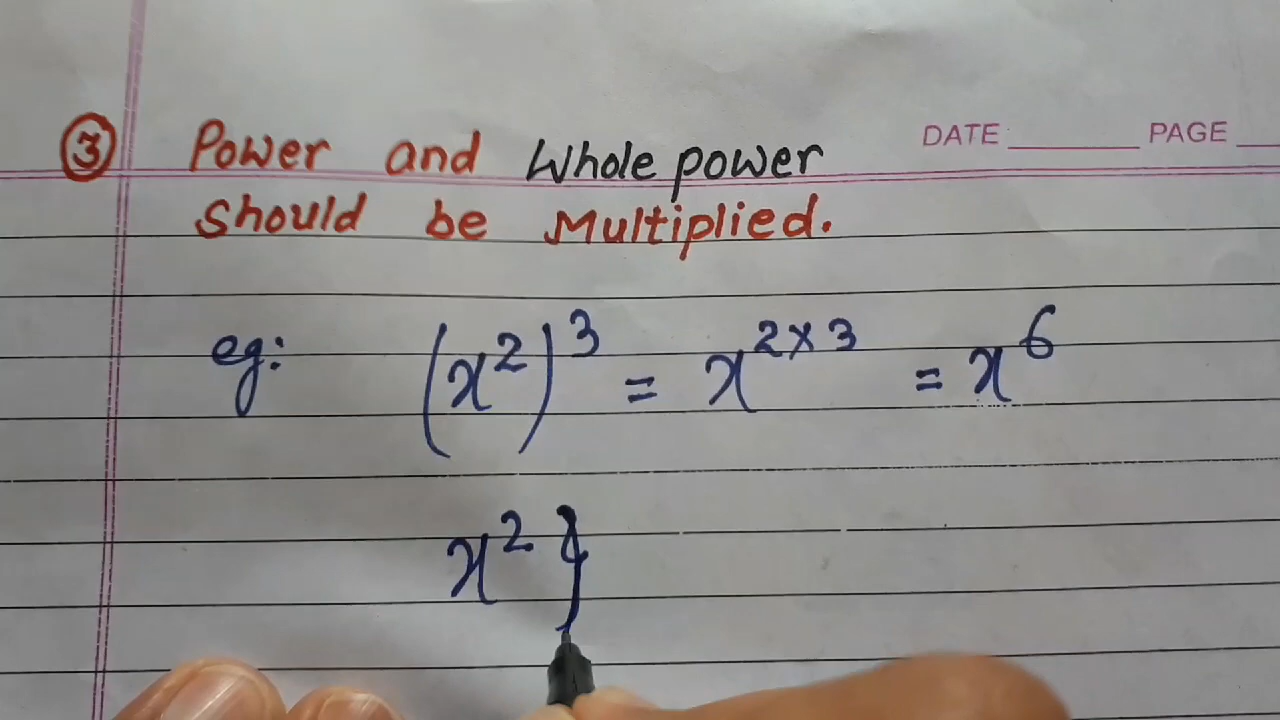 DATE PAGE
③ Power and Whole power
should be Multiplied.
eg: (x²)³ = x²ˣ³ = x⁶
x² }